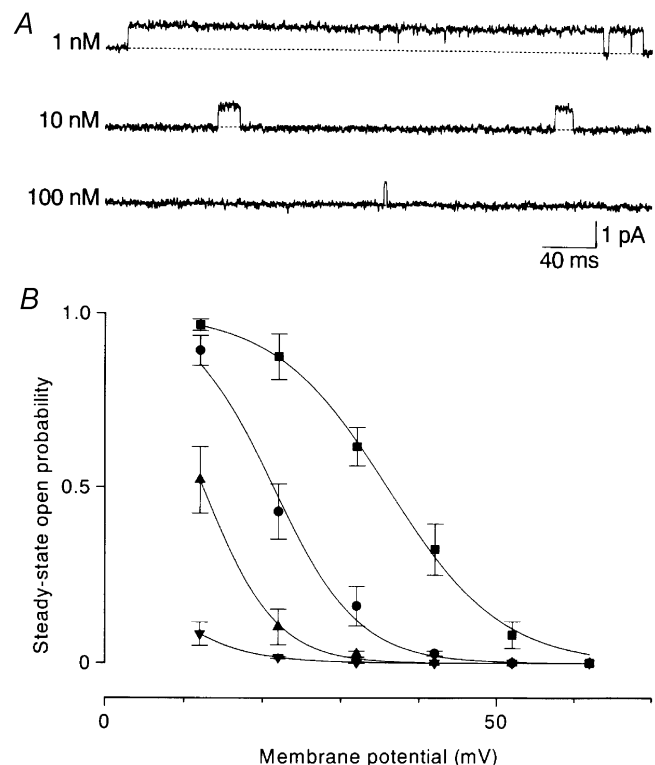 A
1 nM
10 nM
100 nM
1 pA
40 ms
B
1.0
0.5
0
Steady-state open probability
0
50
Membrane potential (mV)